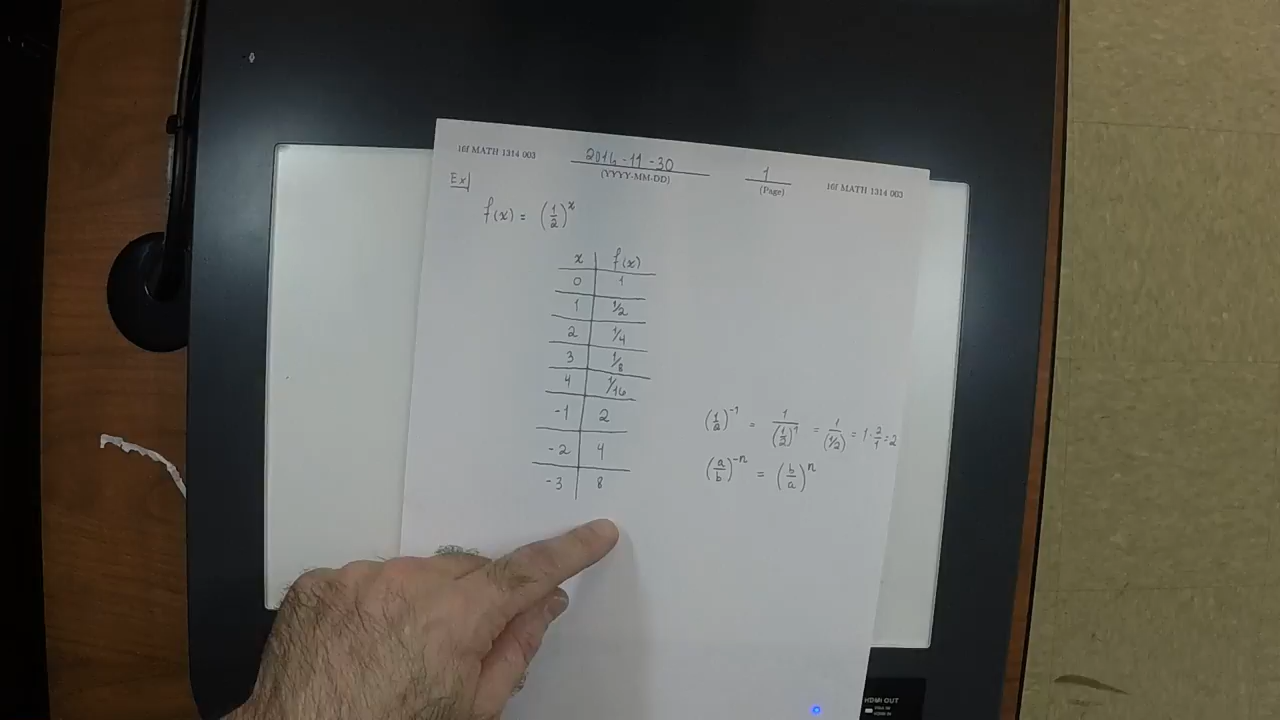 16f MATH 1314 003 2016-11-30 1 16f MATH 1314 003
(YYYY-MM-DD) (Page)
Ex
f(x) = (1/2)^x
x f(x)
0 1
1 1/2
2 1/4
3 1/8
4 1/16
-1 2
-2 4
-3 8
(1/2)^-1 = 1/(1/2)^1 = 1/(1/2) = 1·2/1 = 2
(a/b)^-n = (b/a)^n
HDMI OUT